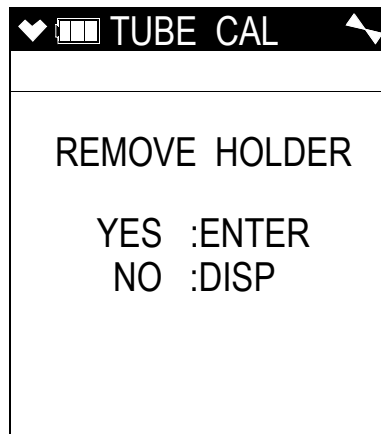 TUBE CAL
REMOVE HOLDER
YES :ENTER
NO :DISP